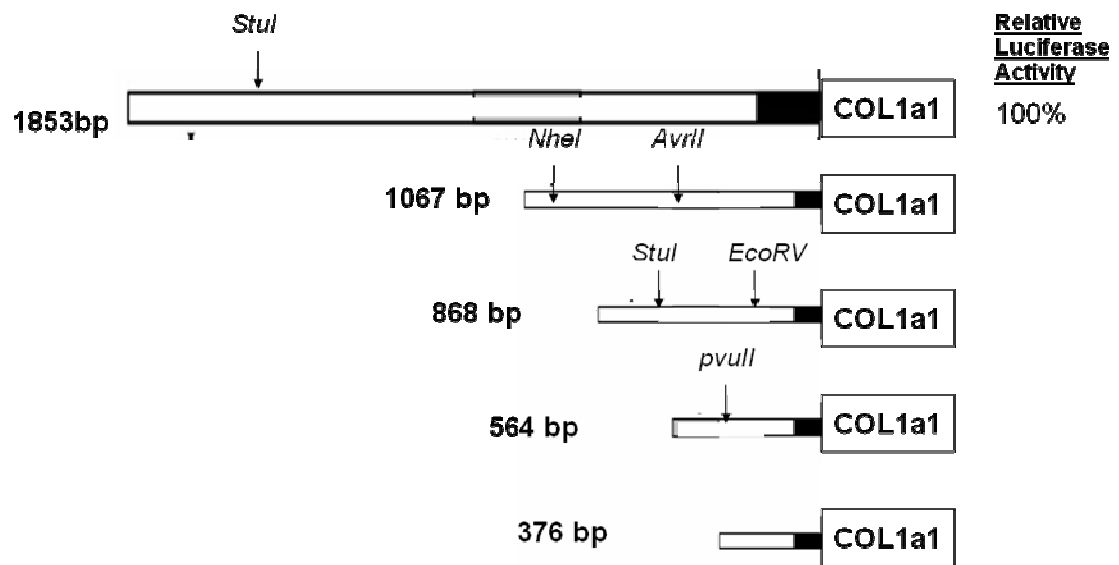 StuI
Relative
Luciferase
Activity
1853bp
COL1a1
100%
NheI
AvrII
1067 bp
COL1a1
StuI
EcoRV
868 bp
COL1a1
pvuII
564 bp
COL1a1
376 bp
COL1a1